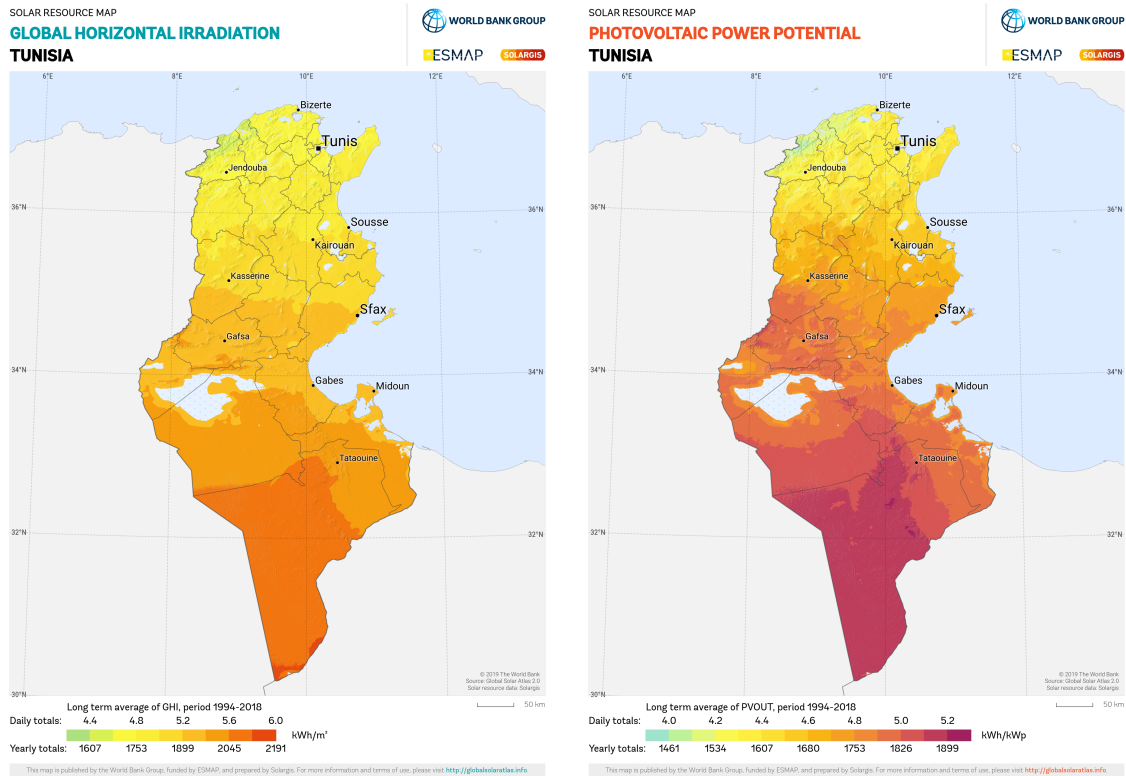 SOLAR RESOURCE MAP
GLOBAL HORIZONTAL IRRADIATION
TUNISIA
WORLD BANK GROUP
ESMAP
SOLARGIS
6°E
8°E
10°E
12°E
Bizerte
Tunis
Jendouba
36°N
36°N
Sousse
Kairouan
Kasserine
Sfax
Gafsa
34°N
34°N
Gabes
Midoun
Tataouine
32°N
32°N
30°N
© 2019 The World Bank
Source: Global Solar Atlas 2.0
Solar resource data: Solargis
50 km
Long term average of GHI, period 1994-2018
Daily totals: 4.4 4.8 5.2 5.6 6.0
kWh/m²
Yearly totals: 1607 1753 1899 2045 2191
This map is published by the World Bank Group, funded by ESMAP, and prepared by Solargis. For more information and terms of use, please visit http://globalsolaratlas.info.
SOLAR RESOURCE MAP
PHOTOVOLTAIC POWER POTENTIAL
TUNISIA
WORLD BANK GROUP
ESMAP
SOLARGIS
6°E
8°E
10°E
12°E
Bizerte
Tunis
Jendouba
36°N
36°N
Sousse
Kairouan
Kasserine
Sfax
Gafsa
34°N
34°N
Gabes
Midoun
Tataouine
32°N
32°N
30°N
© 2019 The World Bank
Source: Global Solar Atlas 2.0
Solar resource data: Solargis
50 km
Long term average of PVOUT, period 1994-2018
Daily totals: 4.0 4.2 4.4 4.6 4.8 5.0 5.2
kWh/kWp
Yearly totals: 1461 1534 1607 1680 1753 1826 1899
This map is published by the World Bank Group, funded by ESMAP, and prepared by Solargis. For more information and terms of use, please visit http://globalsolaratlas.info.